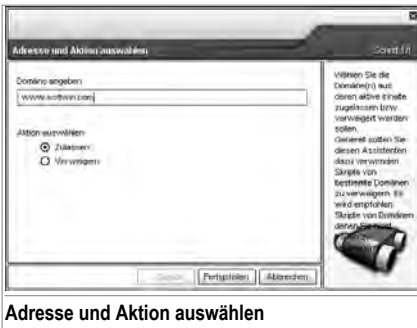 Adresse und Aktion auswählen
Schritt 1/1
Domäne angeben
www.softwin.com
Aktion auswählen
Zulassen
Verweigern
Wählen Sie die
Domäne(n) aus
deren aktive Inhalte
zugelassen bzw.
verweigert werden
sollen.
Generell sollten Sie
diesen Assistenten
dazu verwenden
Skripte von
bestimmte Domänen
zu verweigern. Es
wird empfohlen
Skripte von Domänen
denen Sie
Fertigstellen
Abbrechen
Adresse und Aktion auswählen